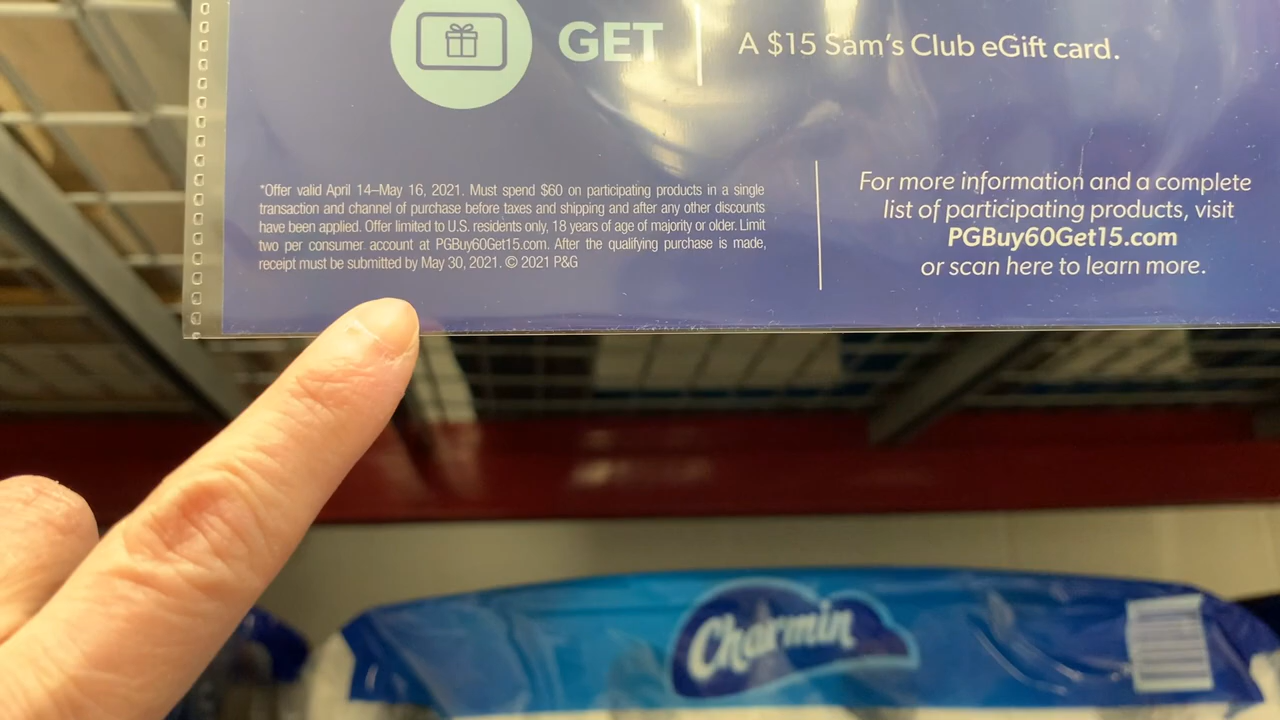 GET
A $15 Sam's Club eGift card.
*Offer valid April 14–May 16, 2021. Must spend $60 on participating products in a single
transaction and channel of purchase before taxes and shipping and after any other discounts
have been applied. Offer limited to U.S. residents only, 18 years of age of majority or older. Limit
two per consumer account at PGBuy60Get15.com. After the qualifying purchase is made,
receipt must be submitted by May 30, 2021. © 2021 P&G
For more information and a complete
list of participating products, visit
PGBuy60Get15.com
or scan here to learn more.
Charmin